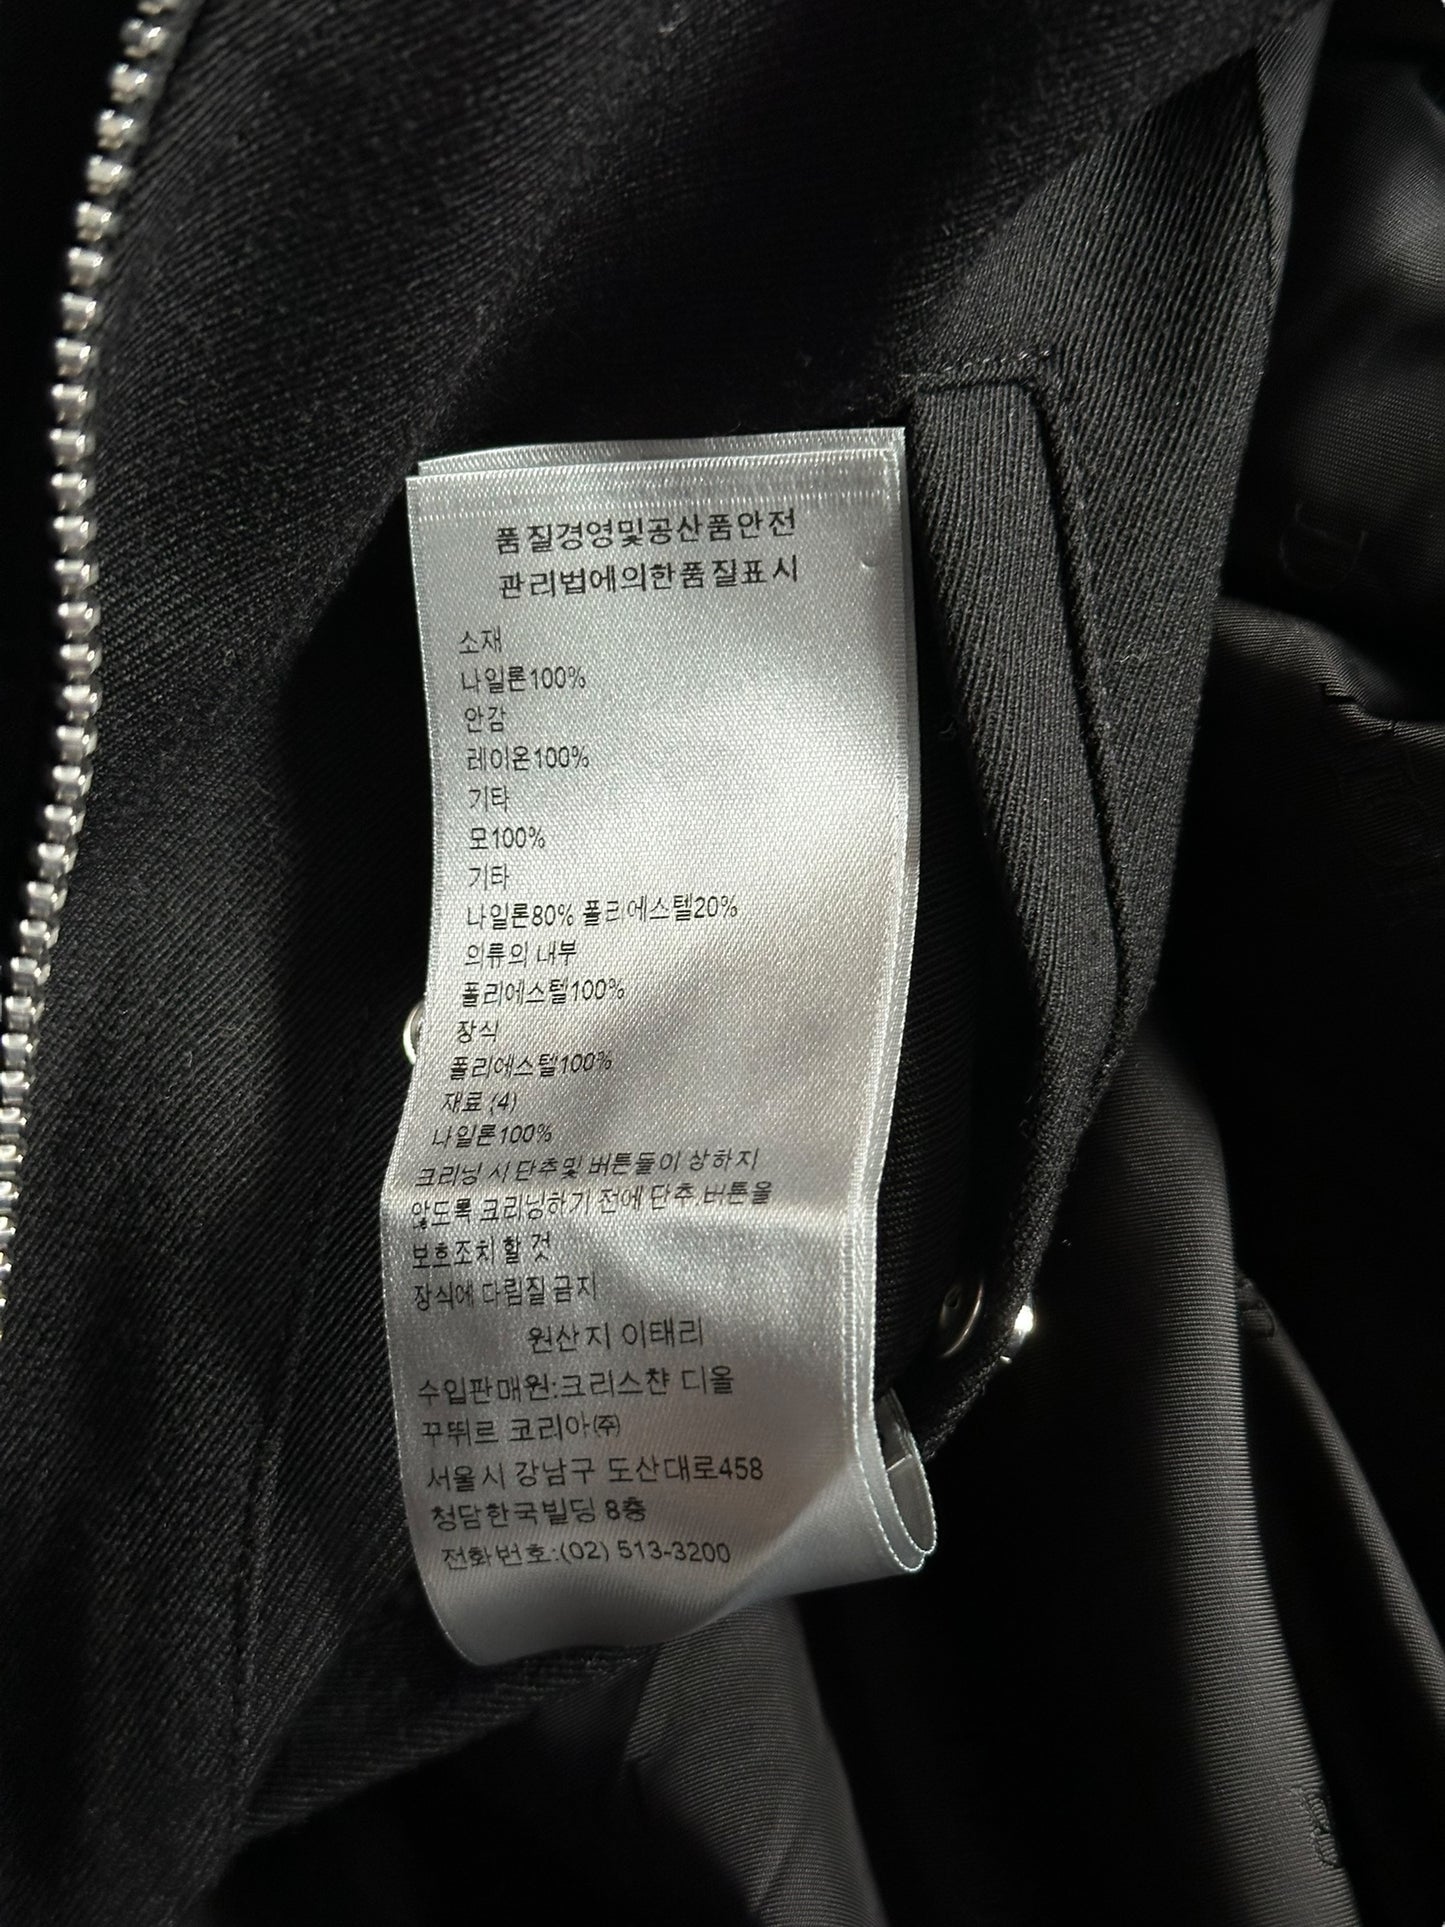 품질경영및공산품안전
관리법에의한품질표시
소재
나일론100%
안감
레이온100%
기타
모100%
기타
나일론80% 폴리에스텔20%
의류의 내부
폴리에스텔100%
장식
폴리에스텔100%
재료 (4)
나일론100%
크리닝 시 단추및 버튼들이 상하지
않도록 크리닝하기 전에 단추,버튼을
보호조치 할 것
장식에 다림질 금지
원산지 이태리
수입판매원:크리스챤 디올
꾸뛰르 코리아(주)
서울시 강남구 도산대로458
청담한국빌딩 8층
전화번호:(02) 513-3200